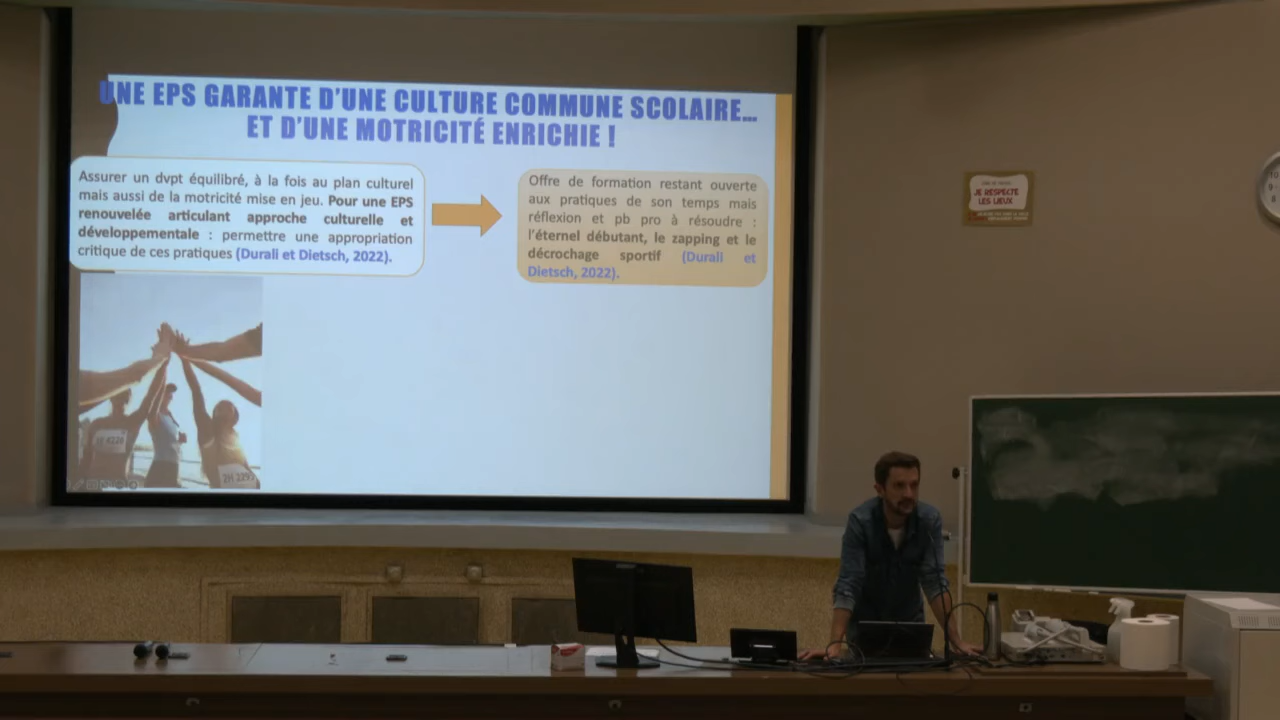 UNE EPS GARANTE D'UNE CULTURE COMMUNE SCOLAIRE...
ET D'UNE MOTRICITÉ ENRICHIE !
Assurer un dvpt équilibré, à la fois au plan culturel
mais aussi de la motricité mise en jeu. Pour une EPS
renouvelée articulant approche culturelle et
développementale : permettre une appropriation
critique de ces pratiques (Durali et Dietsch, 2022).
Offre de formation restant ouverte
aux pratiques de son temps mais
réflexion et pb pro à résoudre :
l'éternel débutant, le zapping et le
décrochage sportif (Durali et
Dietsch, 2022).
JE RESPECTE
LES LIEUX